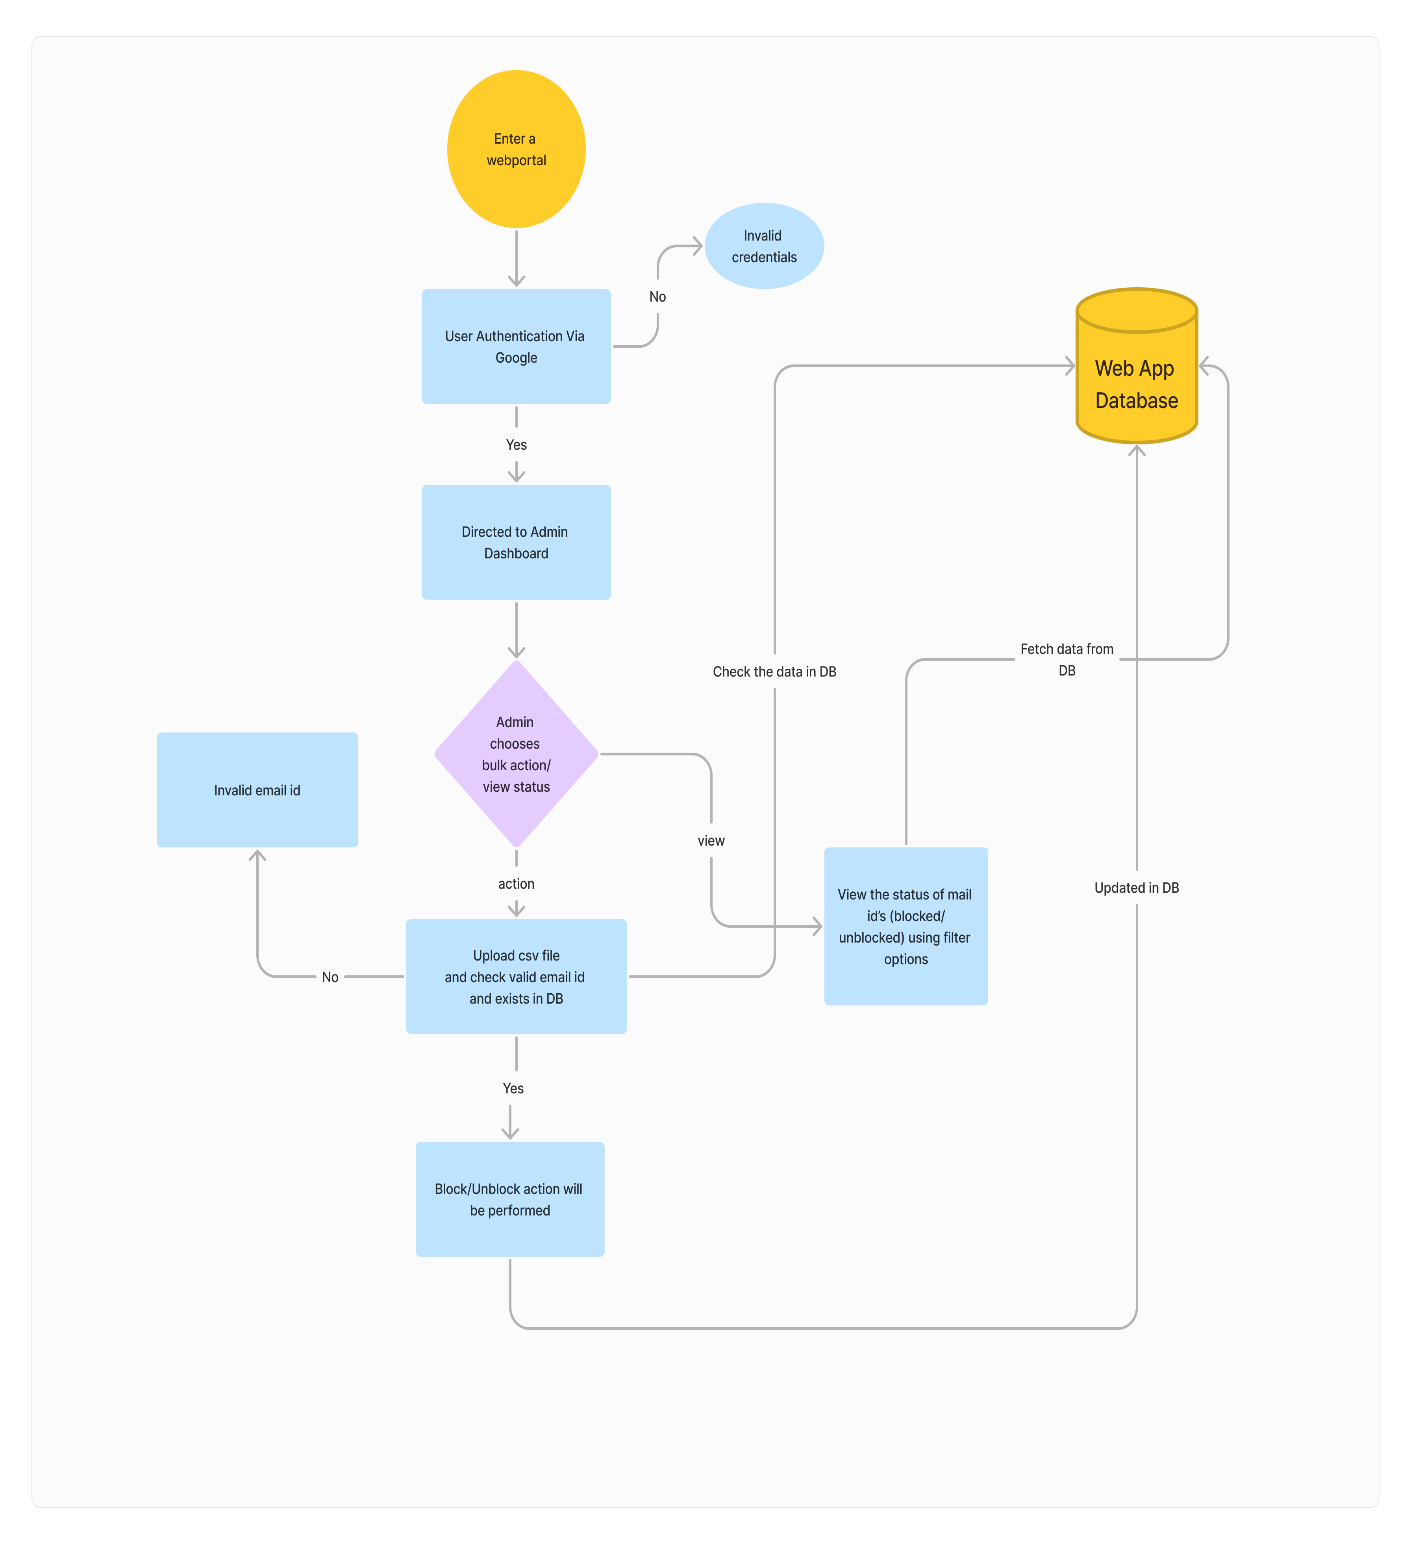 Enter a
webportal
Invalid
credentials
No
User Authentication Via
Google
Web App
Database
Yes
Directed to Admin
Dashboard
Fetch data from
DB
Check the data in DB
Admin
chooses
bulk action/
view status
Invalid email id
view
action
View the status of mail
id's (blocked/
unblocked) using filter
options
Updated in DB
Upload csv file
and check valid email id
and exists in DB
No
Yes
Block/Unblock action will
be performed